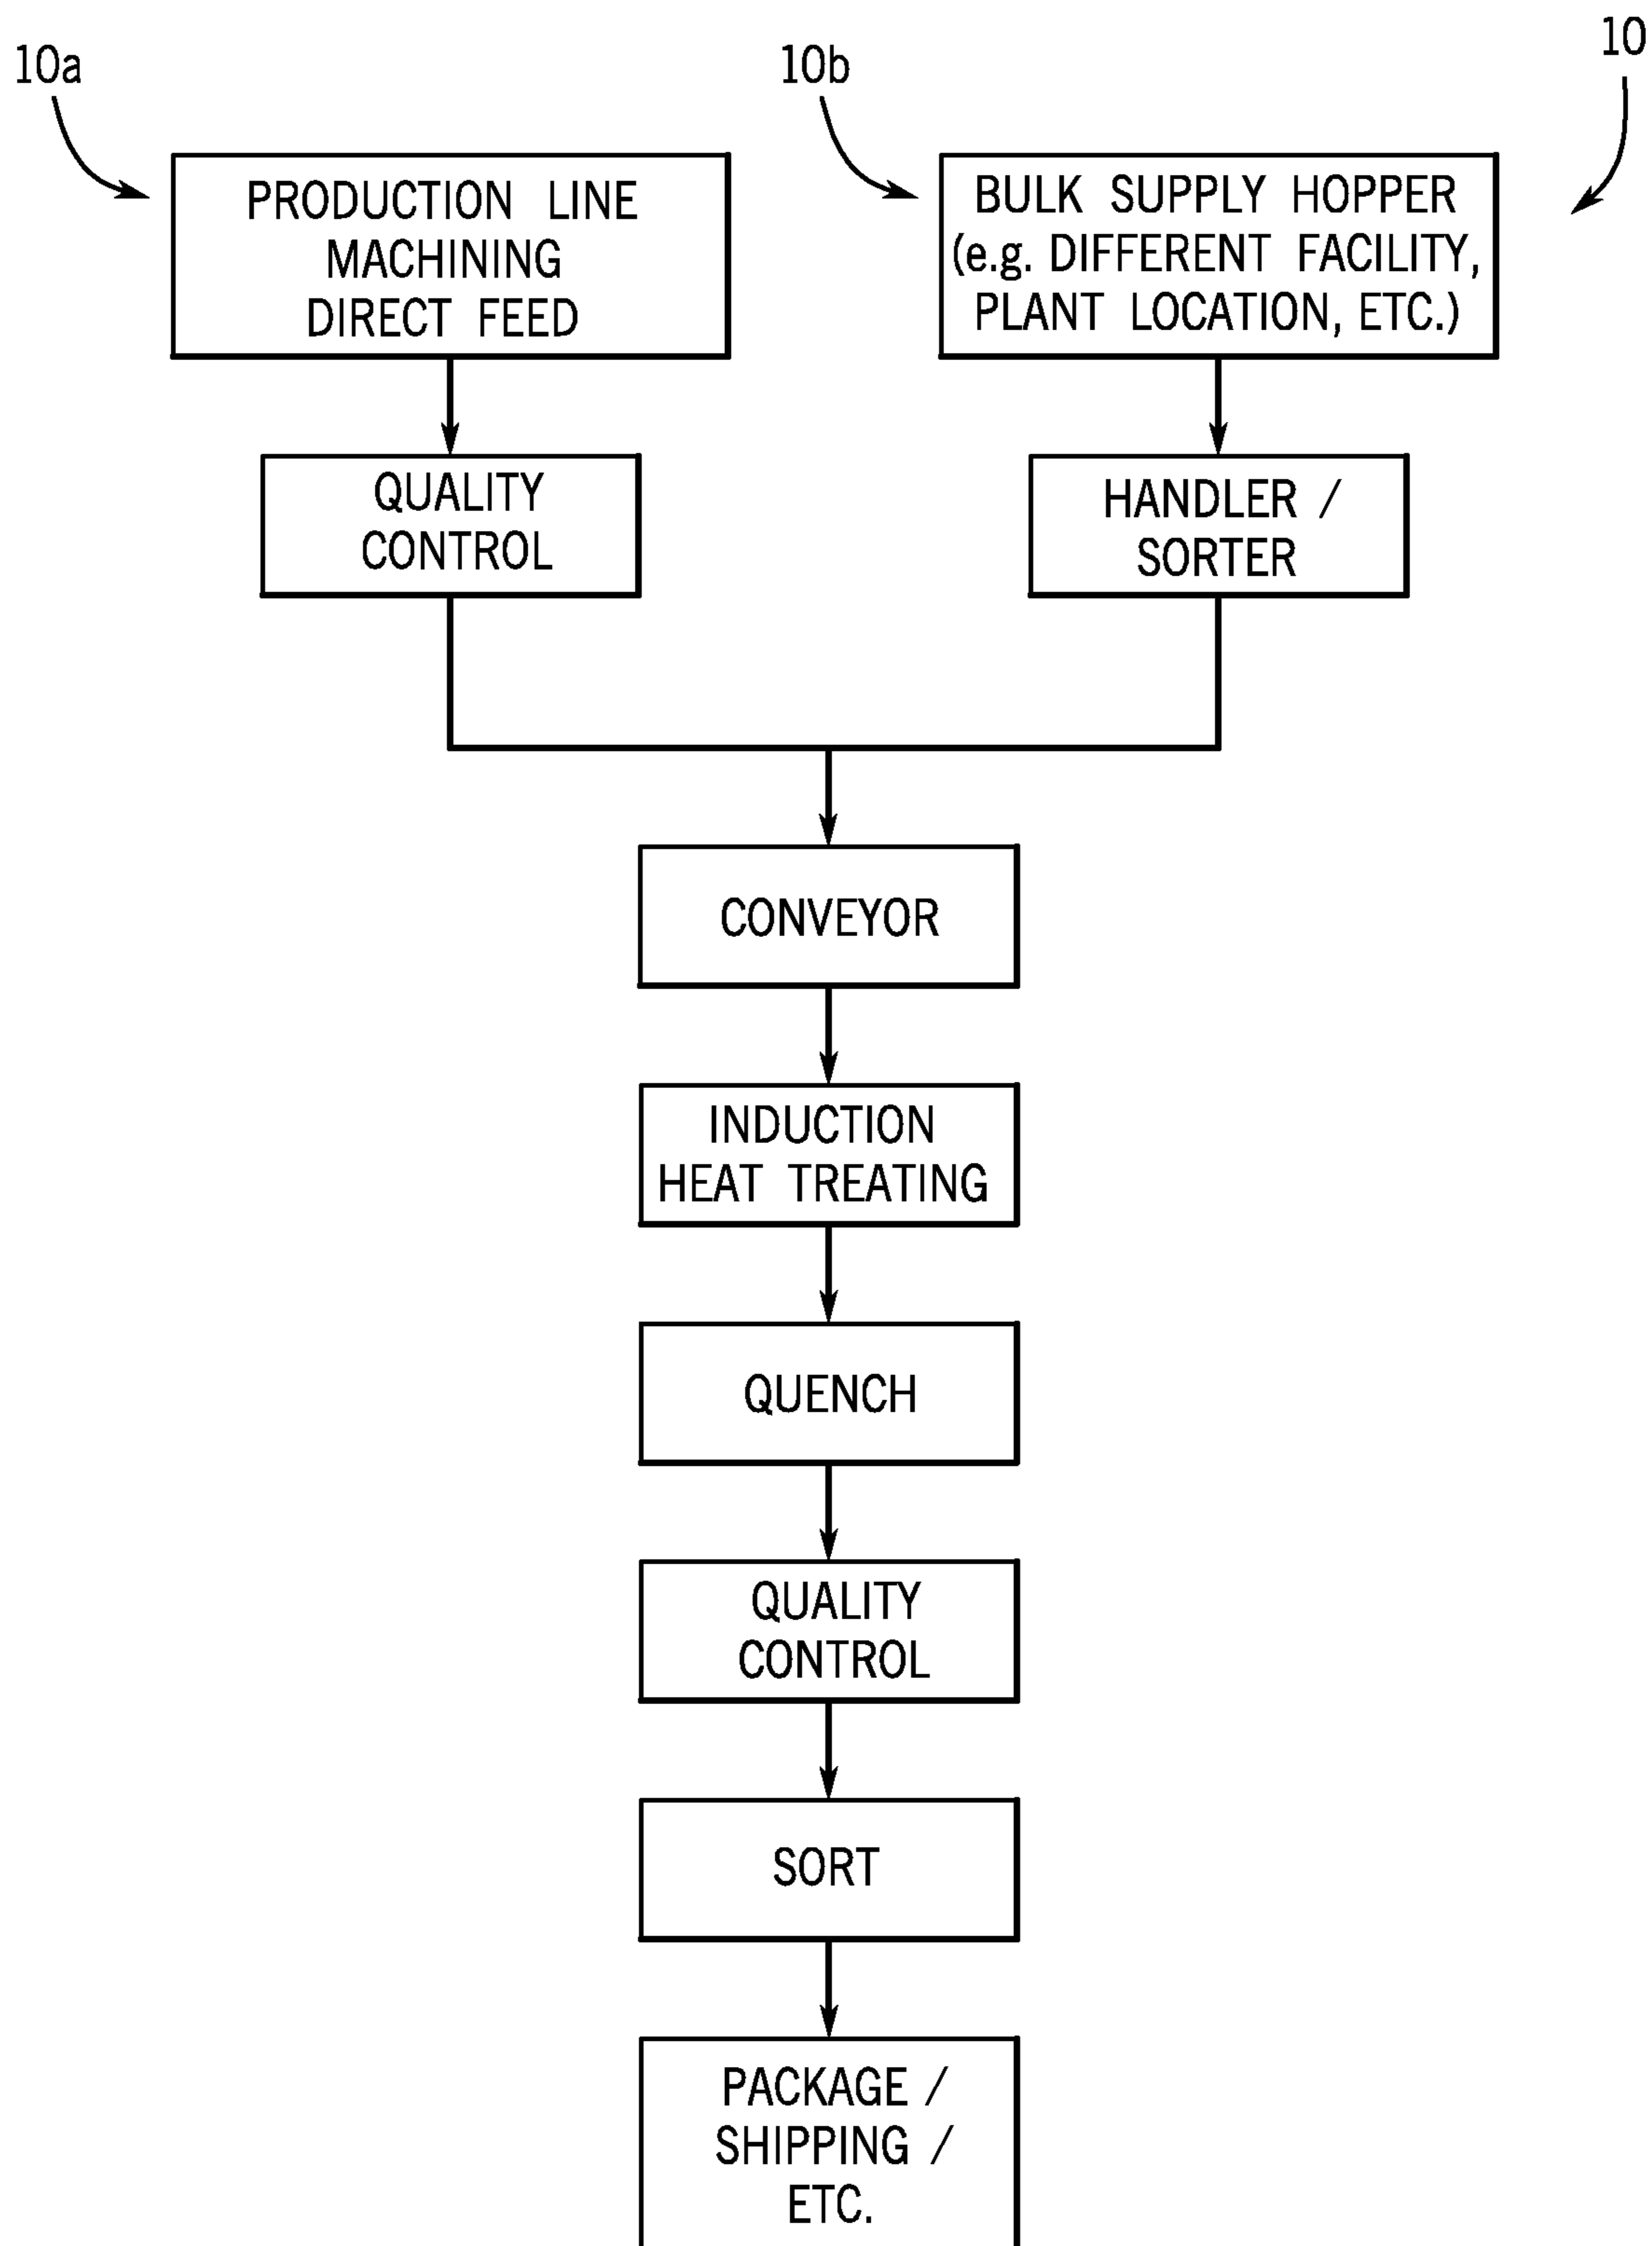 10a
10b
10
PRODUCTION LINE
MACHINING
DIRECT FEED
BULK SUPPLY HOPPER
(e.g. DIFFERENT FACILITY,
PLANT LOCATION, ETC.)
QUALITY
CONTROL
HANDLER /
SORTER
CONVEYOR
INDUCTION
HEAT TREATING
QUENCH
QUALITY
CONTROL
SORT
PACKAGE /
SHIPPING /
ETC.